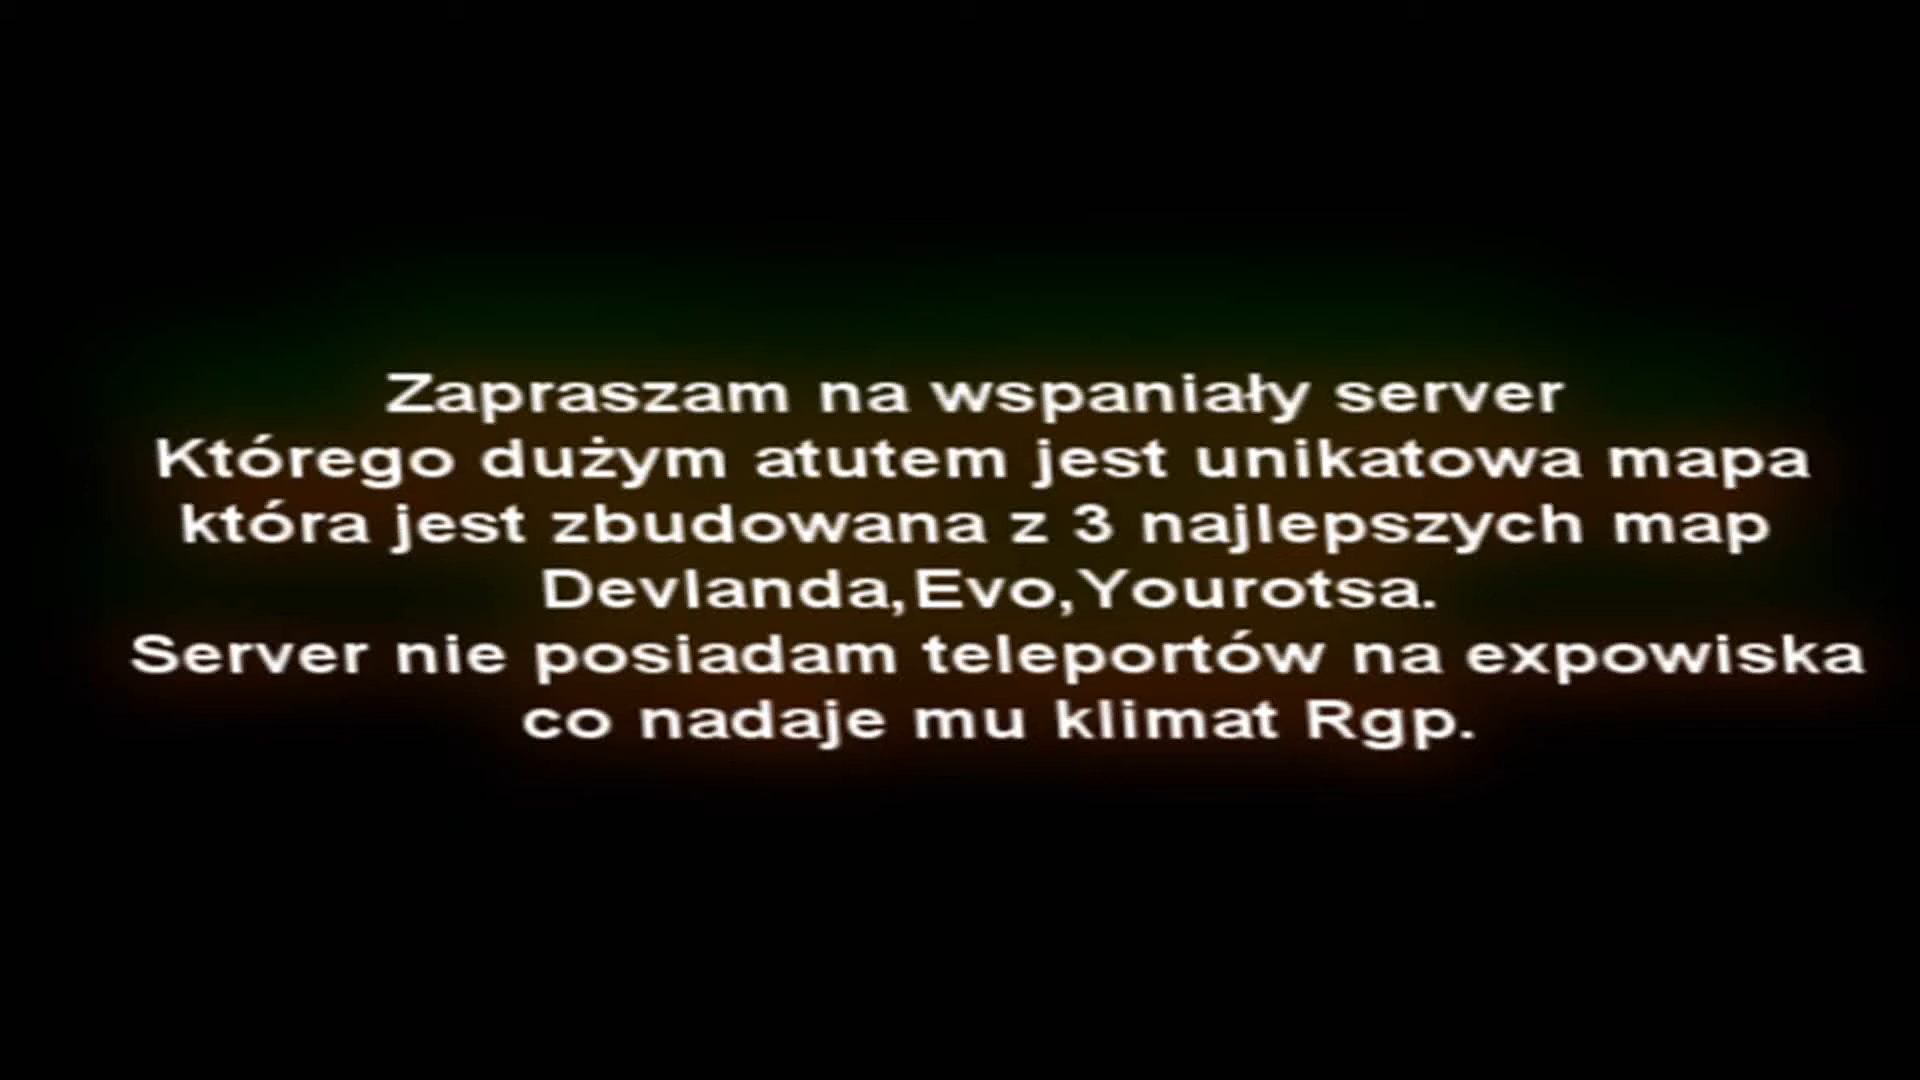 Zapraszam na wspaniały server
Którego dużym atutem jest unikatowa mapa
która jest zbudowana z 3 najlepszych map
Devlanda,Evo,Yourotsa.
Server nie posiadam teleportów na expowiska
co nadaje mu klimat Rgp.